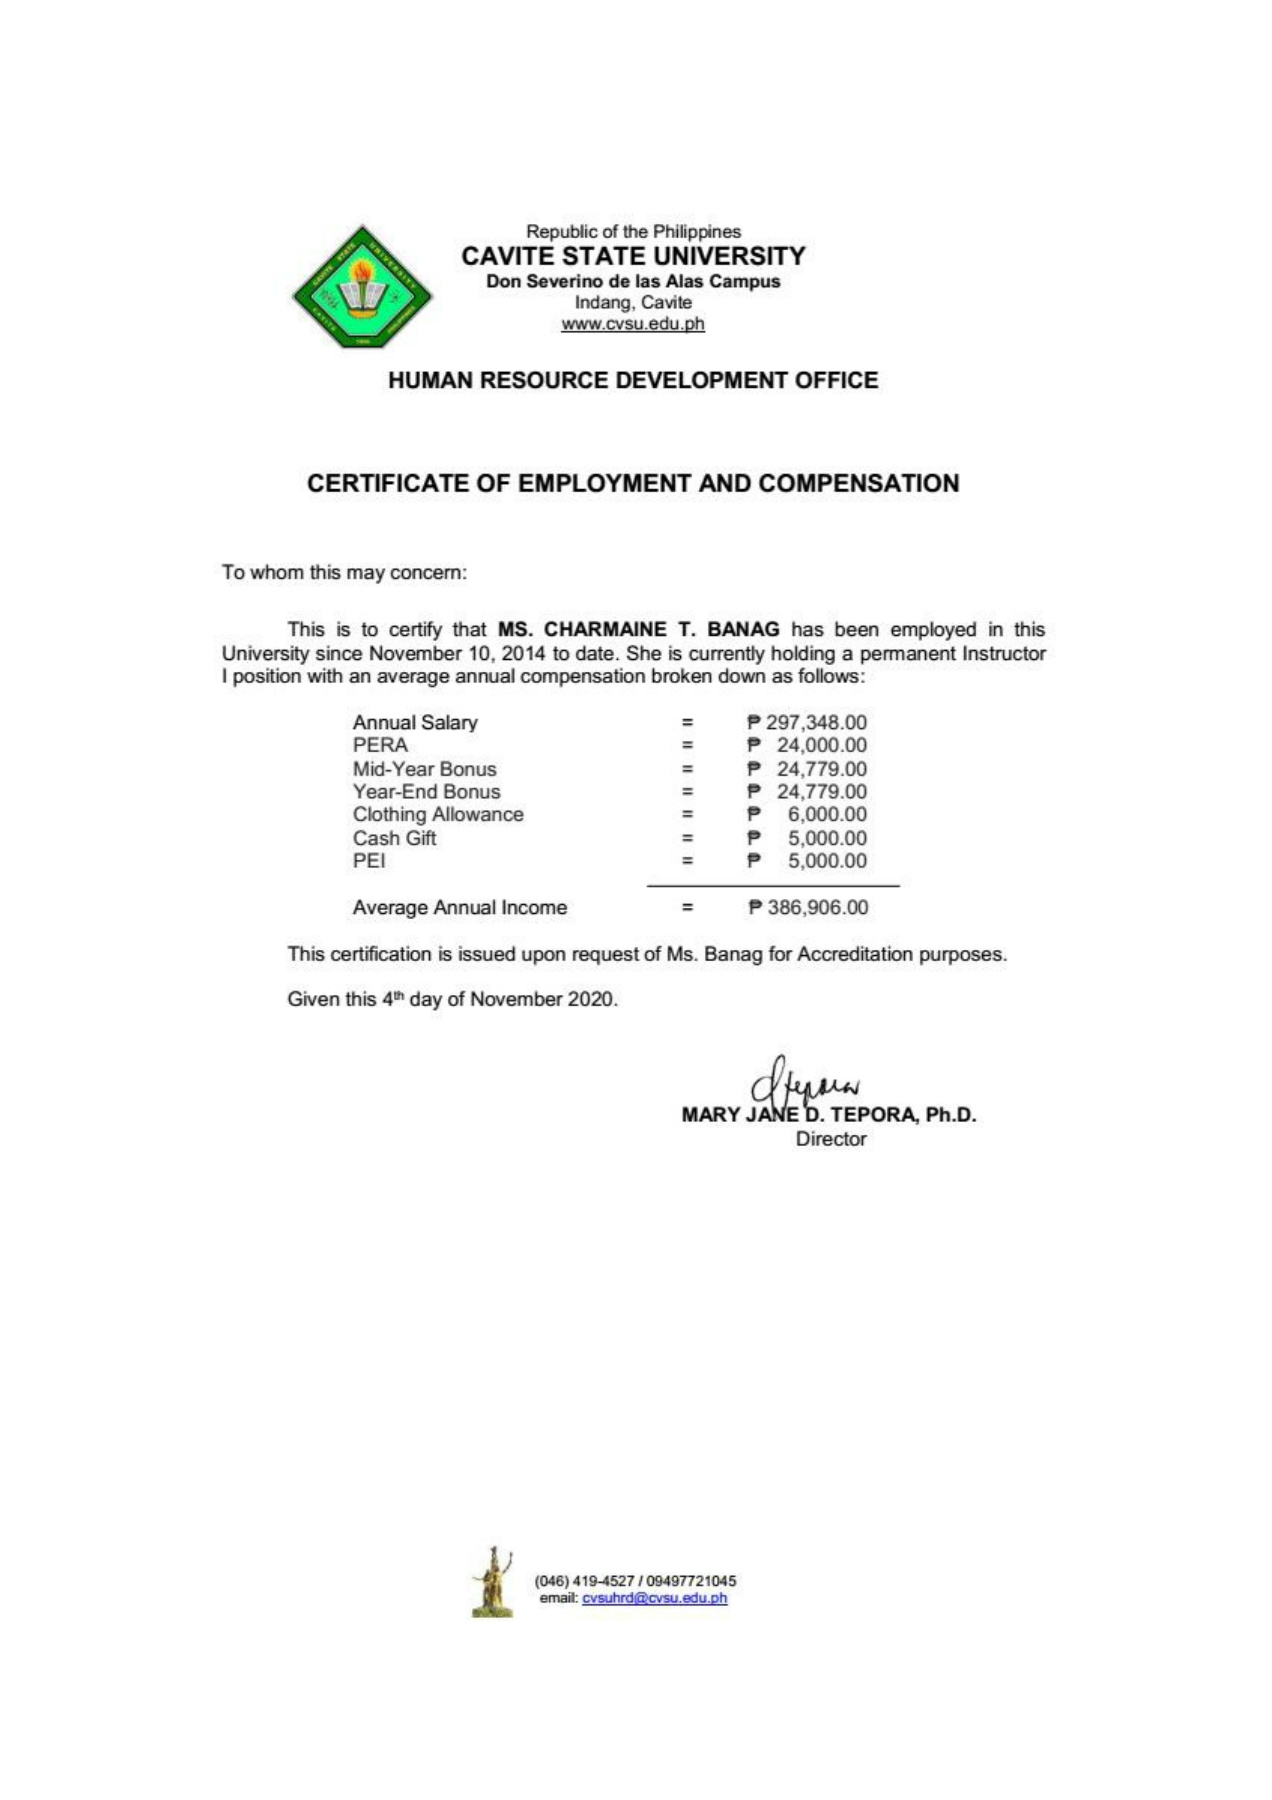 Republic of the Philippines
CAVITE STATE UNIVERSITY
Don Severino de las Alas Campus
Indang, Cavite
www.cvsu.edu.ph
CAVITE STATE UNIVERSITY
CAVITE
PHILIPPINES
1906
HUMAN RESOURCE DEVELOPMENT OFFICE
CERTIFICATE OF EMPLOYMENT AND COMPENSATION
To whom this may concern:
This is to certify that MS. CHARMAINE T. BANAG has been employed in this
University since November 10, 2014 to date. She is currently holding a permanent Instructor
I position with an average annual compensation broken down as follows:
Annual Salary = ₱ 297,348.00
PERA = ₱ 24,000.00
Mid-Year Bonus = ₱ 24,779.00
Year-End Bonus = ₱ 24,779.00
Clothing Allowance = ₱ 6,000.00
Cash Gift = ₱ 5,000.00
PEI = ₱ 5,000.00
Average Annual Income = ₱ 386,906.00
This certification is issued upon request of Ms. Banag for Accreditation purposes.
Given this 4th day of November 2020.
MARY JANE D. TEPORA, Ph.D.
Director
(046) 419-4527 / 09497721045
email: cvsuhrd@cvsu.edu.ph